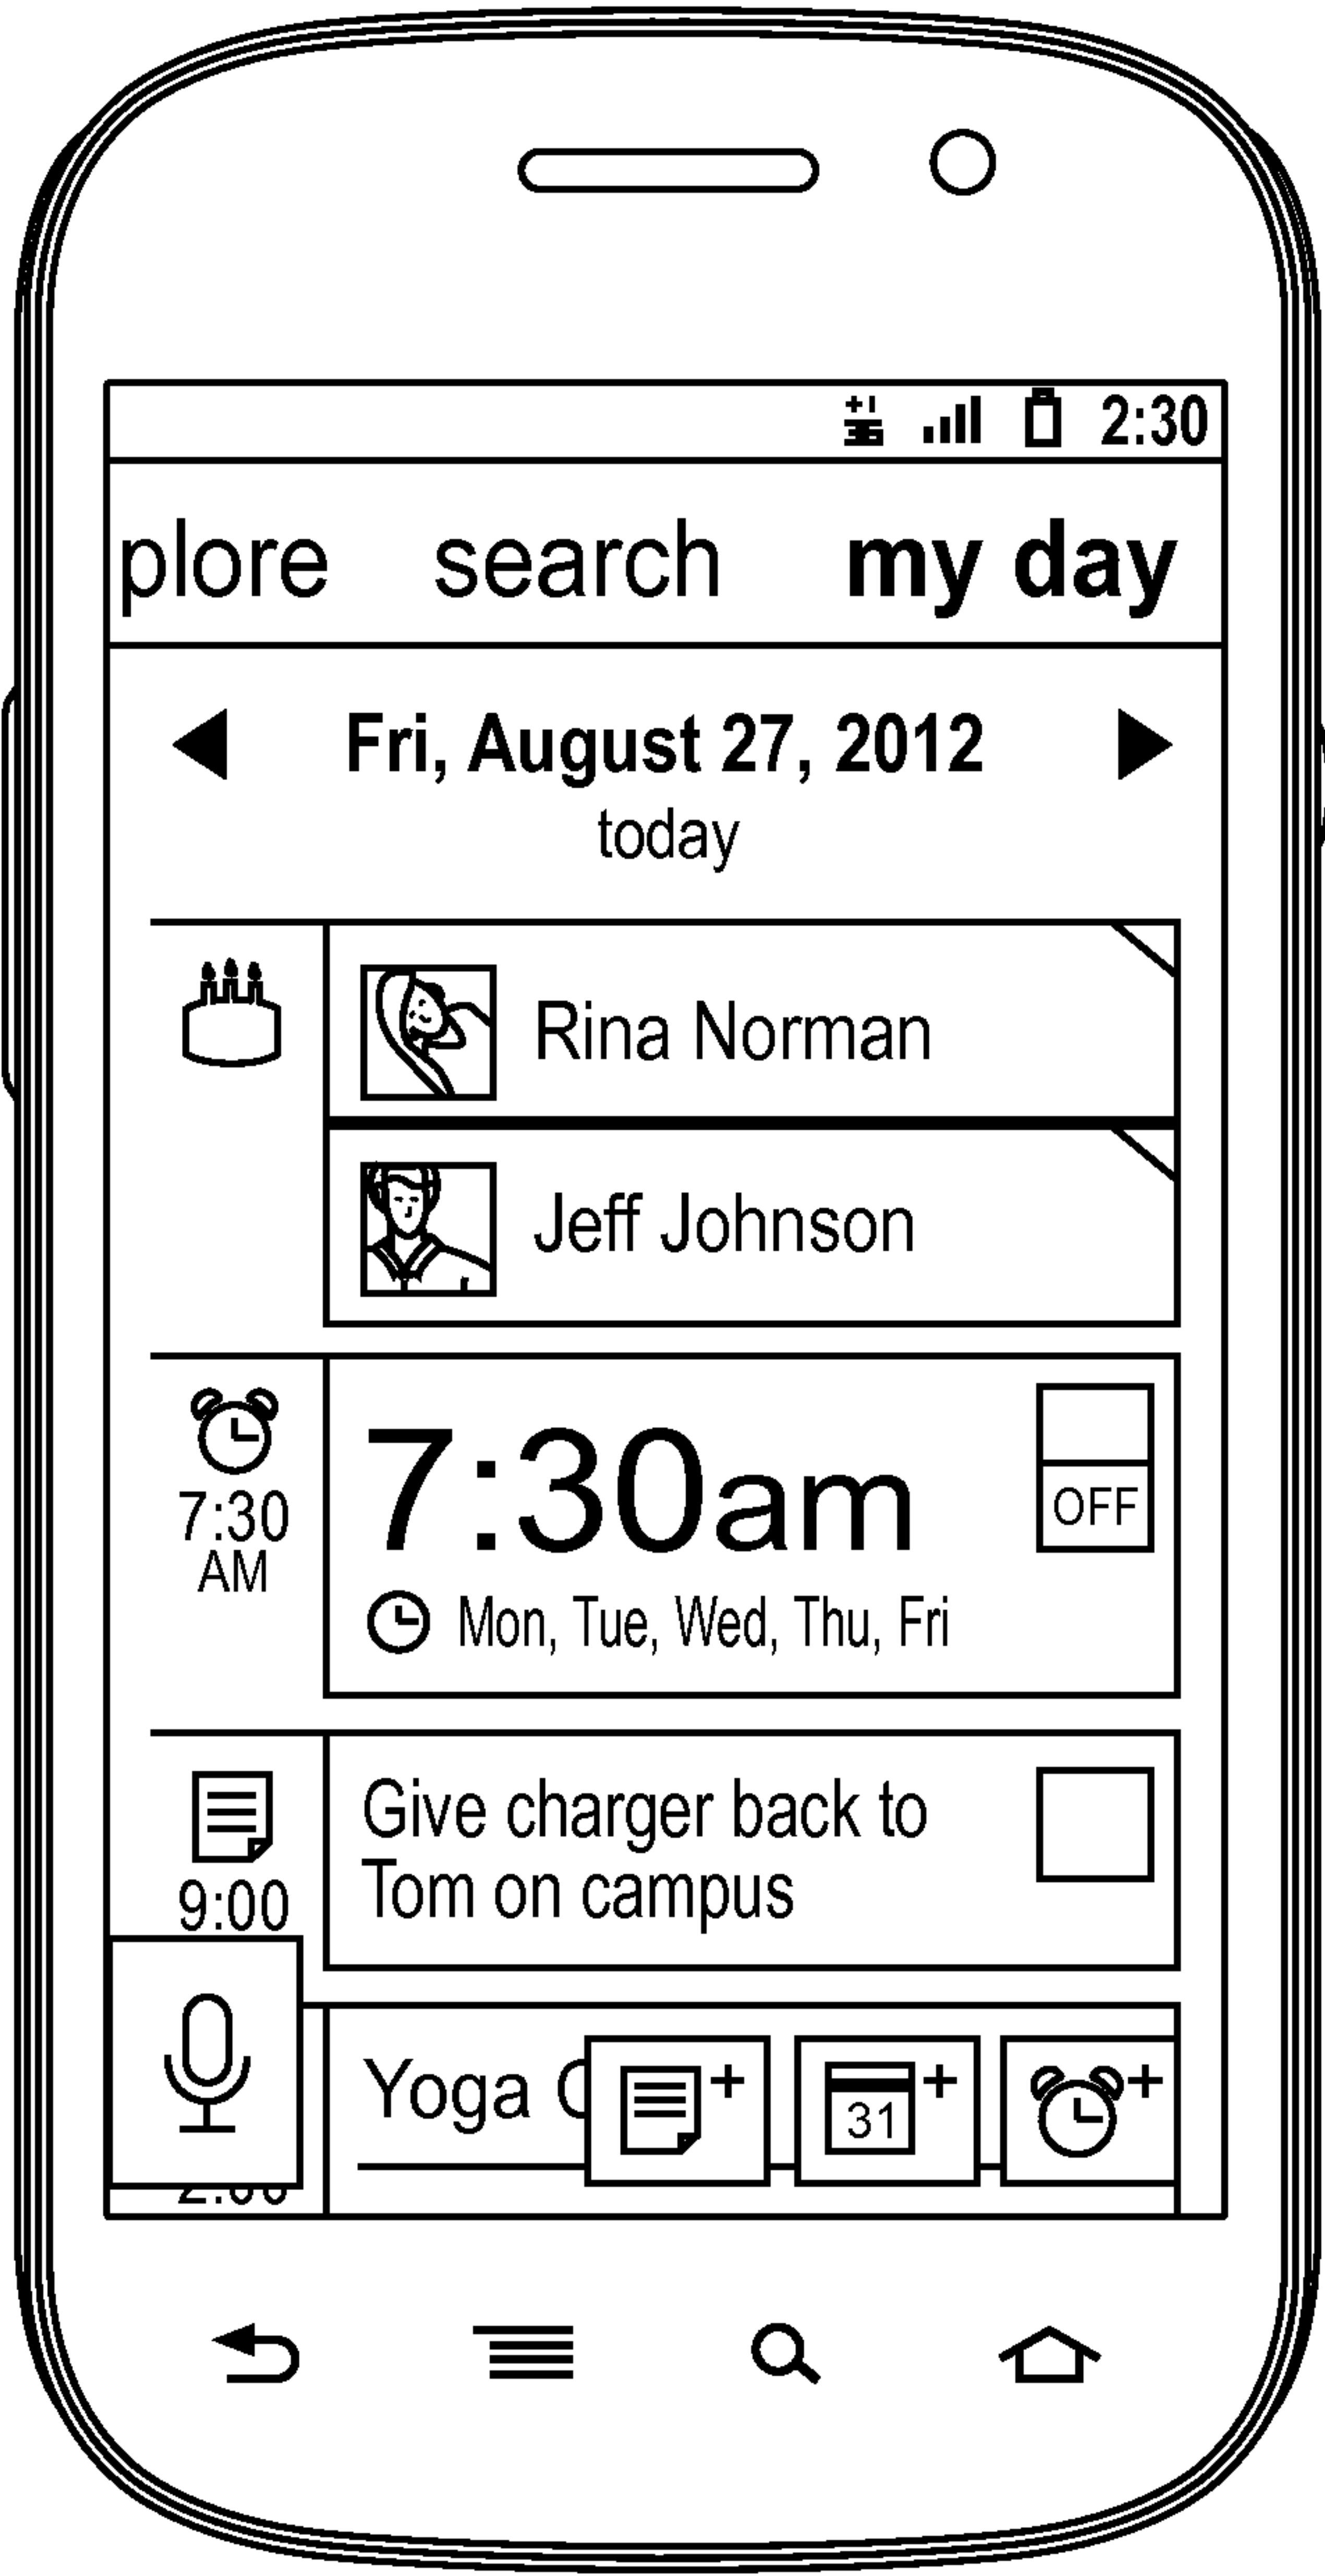 2:30
plore search my day
Fri, August 27, 2012
today
Rina Norman
Jeff Johnson
7:30
AM
7:30am
OFF
Mon, Tue, Wed, Thu, Fri
Give charger back to
Tom on campus
9:00
Yoga
+ 31 + +